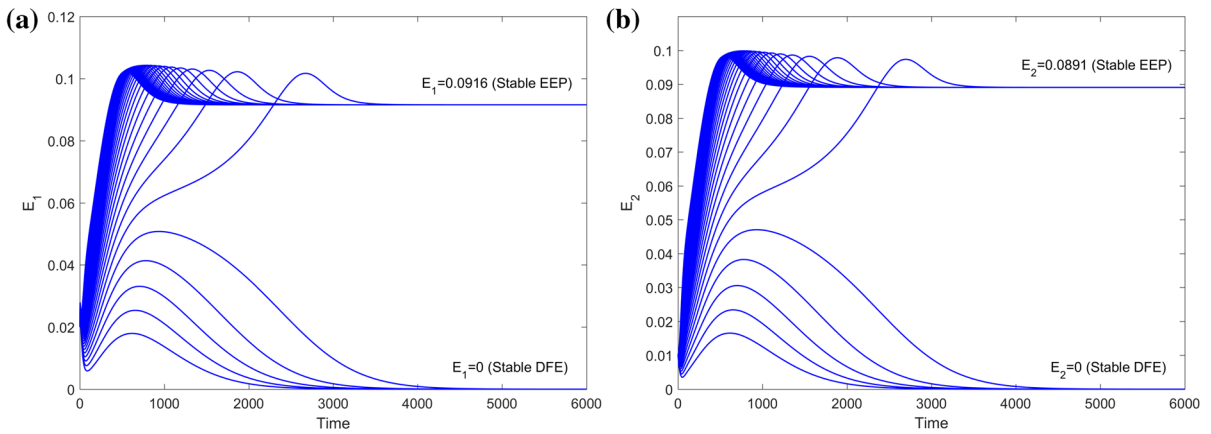 (a)
0.12
0.1
0.08
0.06
0.04
0.02
0
E₁
E₁=0.0916 (Stable EEP)
E₁=0 (Stable DFE)
0 1000 2000 3000 4000 5000 6000
Time
(b)
0.1
0.09
0.08
0.07
0.06
0.05
0.04
0.03
0.02
0.01
0
E₂
E₂=0.0891 (Stable EEP)
E₂=0 (Stable DFE)
0 1000 2000 3000 4000 5000 6000
Time